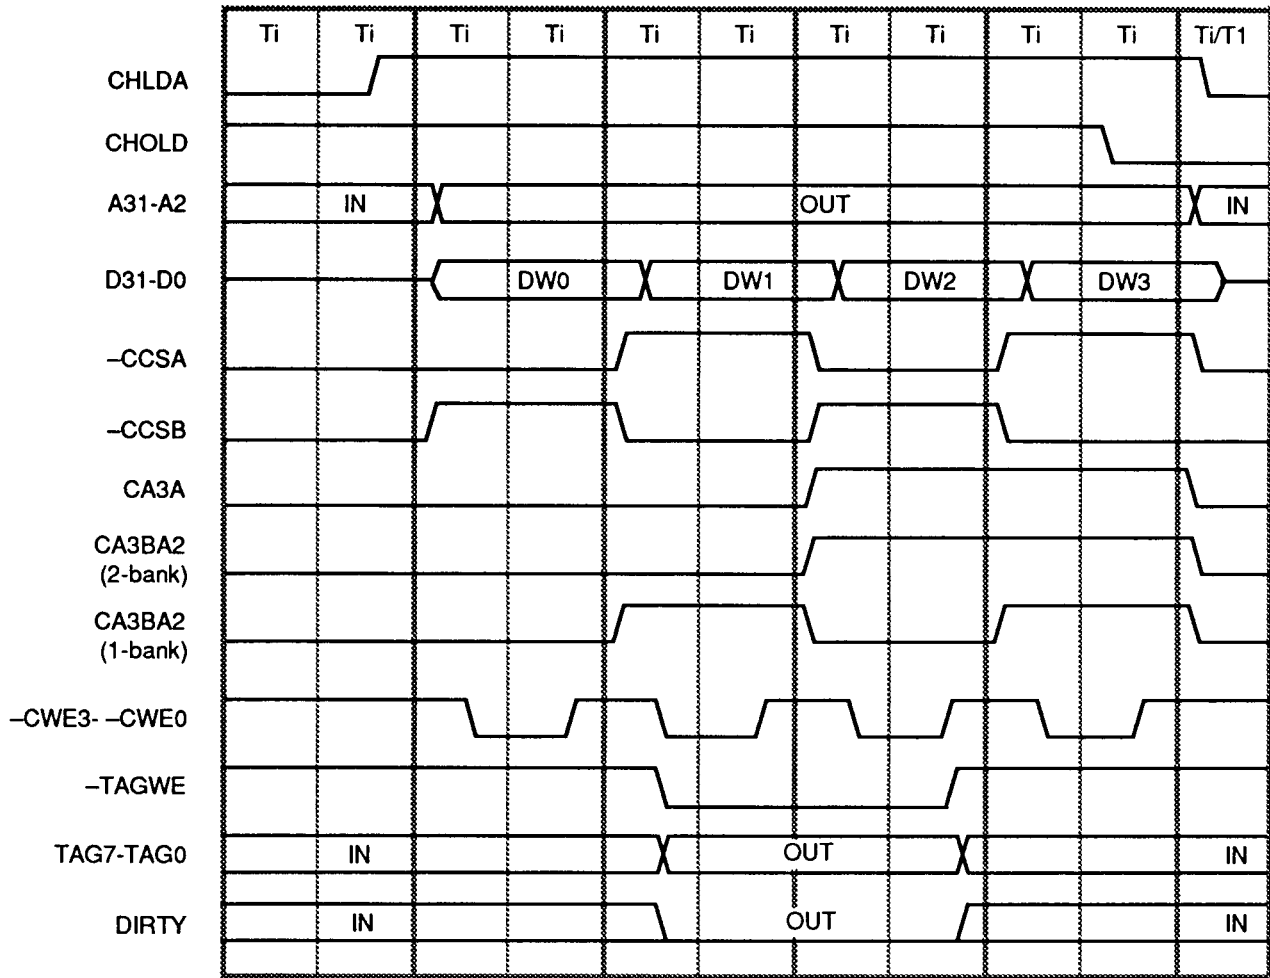 Ti Ti Ti Ti Ti Ti Ti Ti Ti Ti Ti/T1
CHLDA
CHOLD
A31-A2 IN OUT IN
D31-D0 DW0 DW1 DW2 DW3
–CCSA
–CCSB
CA3A
CA3BA2
(2-bank)
CA3BA2
(1-bank)
–CWE3- –CWE0
–TAGWE
TAG7-TAG0 IN OUT IN
DIRTY IN OUT IN